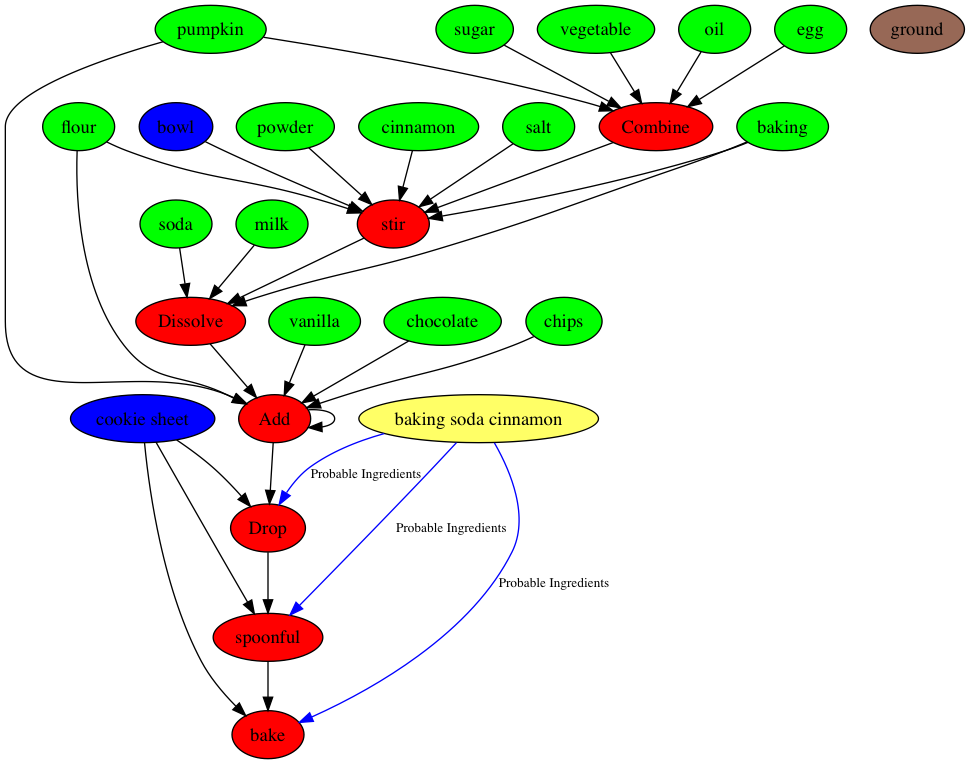 pumpkin
sugar
vegetable
oil
egg
ground
flour
bowl
powder
cinnamon
salt
Combine
baking
soda
milk
stir
Dissolve
vanilla
chocolate
chips
cookie sheet
Add
baking soda cinnamon
Probable Ingredients
Drop
Probable Ingredients
Probable Ingredients
spoonful
bake